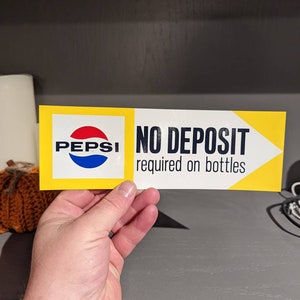 PEPSI
NO DEPOSIT
required on bottles